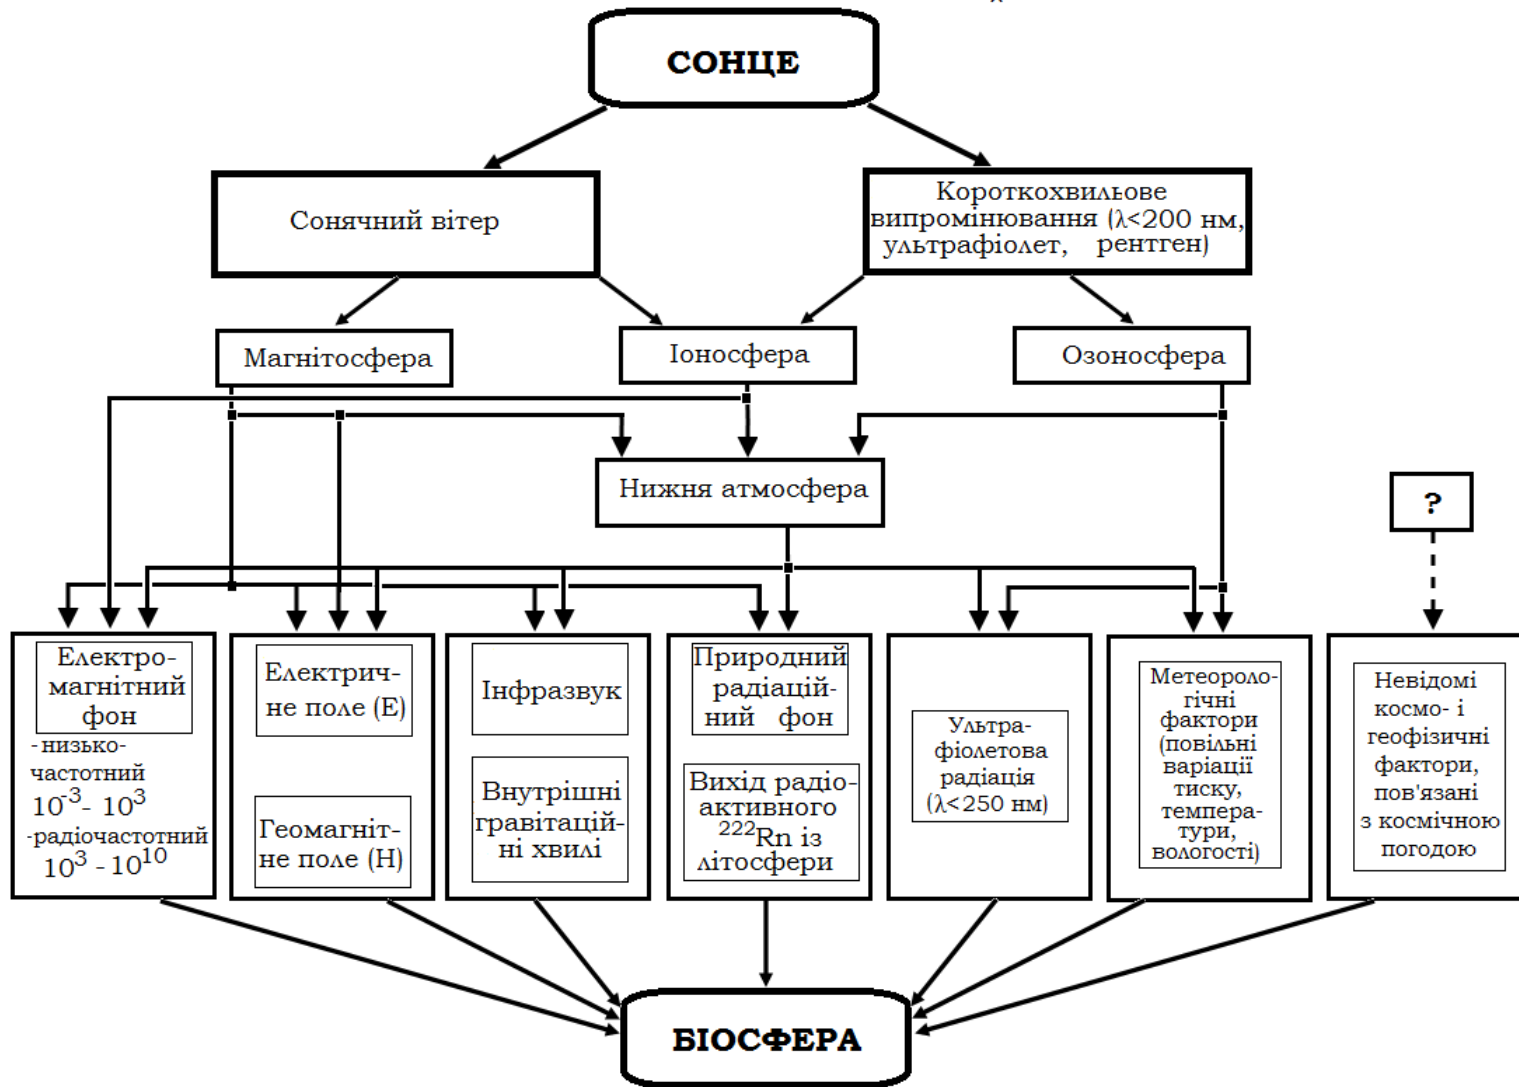 СОНЦЕ
Сонячний вітер
Короткохвильове
випромінювання (λ<200 нм,
ультрафіолет, рентген)
Магнітосфера
Іоносфера
Озоносфера
Нижня атмосфера
?
Електро-
магнітний
фон
-низько-
частотний
10⁻³- 10³
-радіочастотний
10³ - 10¹⁰
Електрич-
не поле (Е)
Геомагніт-
не поле (Н)
Інфразвук
Внутрішні
гравітацій-
ні хвилі
Природний
радіацій-
ний фон
Вихід радіо-
активного
²²²Rn із
літосфери
Ультра-
фіолетова
радіація
(λ<250 нм)
Метеороло-
гічні
фактори
(повільні
варіації
тиску,
темпера-
тури,
вологості)
Невідомі
космо- і
геофізичні
фактори,
пов'язані
з космічною
погодою
БІОСФЕРА